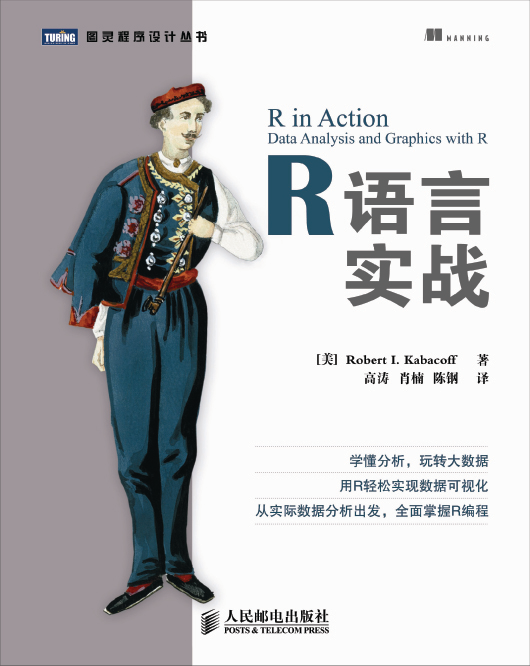 TURING 图灵程序设计丛书
MANNING
R in Action
Data Analysis and Graphics with R
R语言
实战
[美] Robert I. Kabacoff 著
高涛 肖楠 陈钢 译
学懂分析，玩转大数据
用R轻松实现数据可视化
从实际数据分析出发，全面掌握R编程
人民邮电出版社
POSTS & TELECOM PRESS